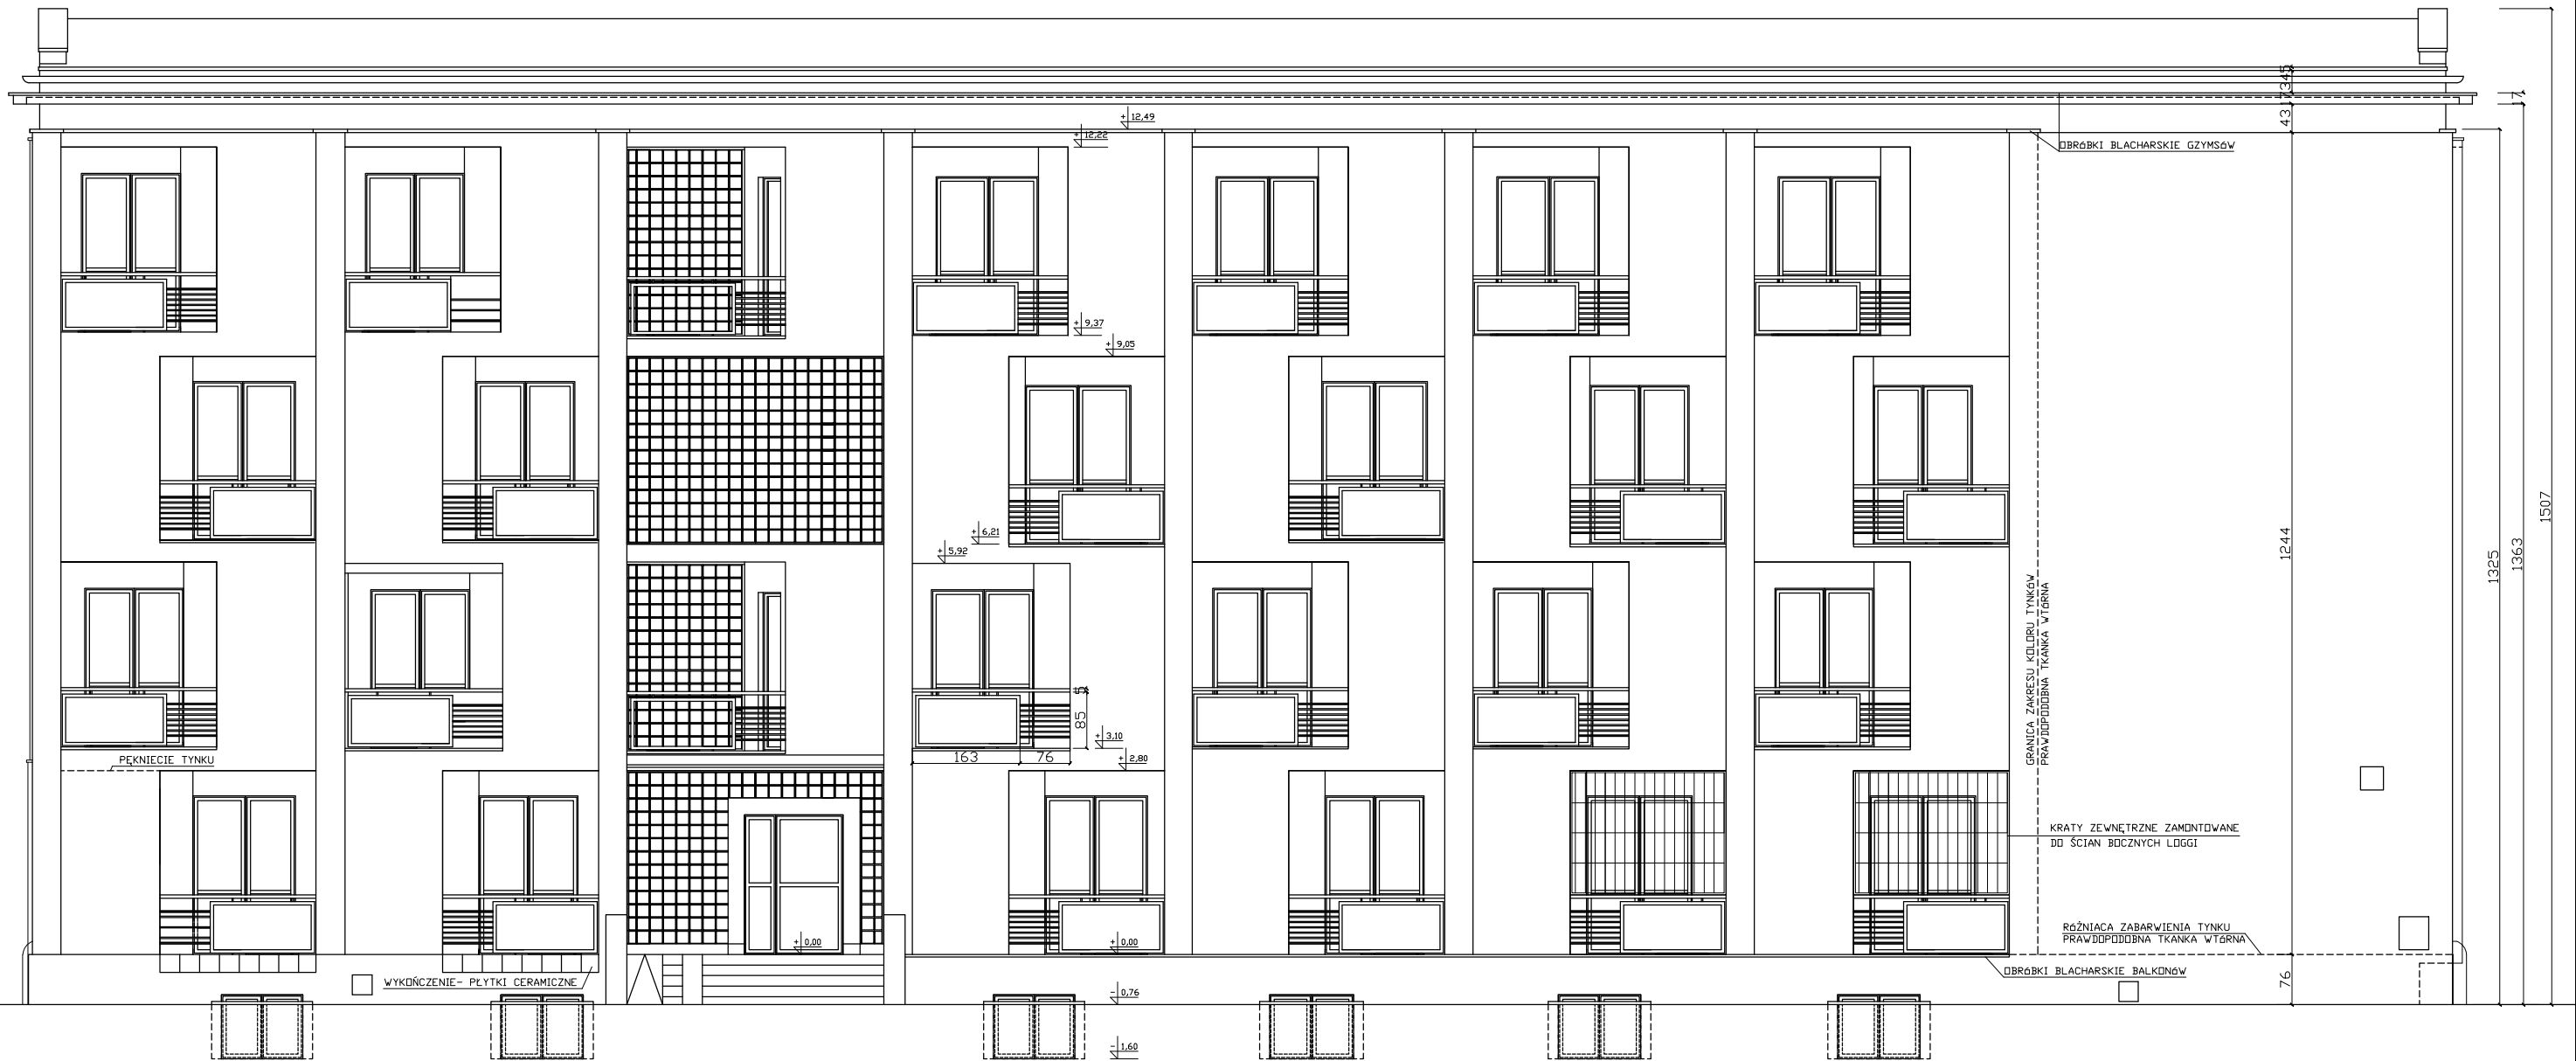 + 12,49
+ 12,22
OBRóBKI BLACHARSKIE GZYMSóW
17
43
+ 9,37
+ 9,05
+ 6,21
+ 5,92
1507
1244
1363
1325
GRANICA ZAKRESU KOLORU TYNKóW
PRAWDOPODOBNA TKANKA WTóRNA
85
5
+ 3,10
163
76
+ 2,80
PĘKNIECIE TYNKU
KRATY ZEWNĘTRZNE ZAMONTOWANE
DO ŚCIAN BOCZNYCH LOGGI
RóŻNIACA ZABARWIENIA TYNKU
PRAWDOPODOBNA TKANKA WTóRNA
+ 0,00
+ 0,00
OBRóBKI BLACHARSKIE BALKONóW
WYKOŃCZENIE- PŁYTKI CERAMICZNE
76
- 0,76
- 1,60